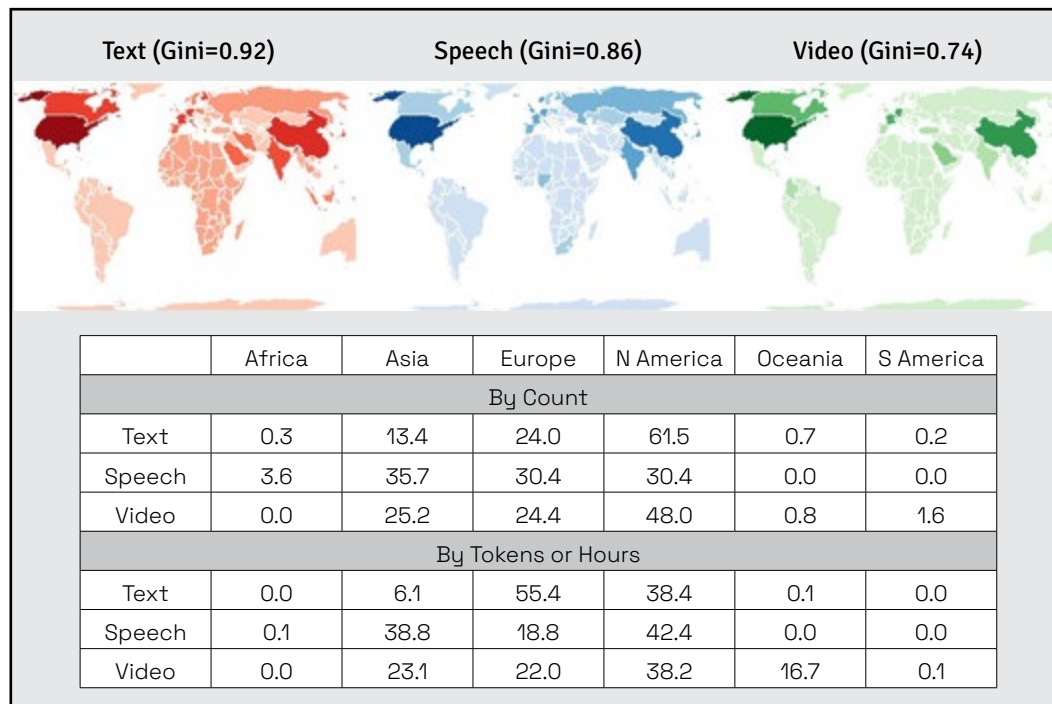 Text (Gini=0.92) Speech (Gini=0.86) Video (Gini=0.74)
Africa Asia Europe N America Oceania S America
By Count
Text 0.3 13.4 24.0 61.5 0.7 0.2
Speech 3.6 35.7 30.4 30.4 0.0 0.0
Video 0.0 25.2 24.4 48.0 0.8 1.6
By Tokens or Hours
Text 0.0 6.1 55.4 38.4 0.1 0.0
Speech 0.1 38.8 18.8 42.4 0.0 0.0
Video 0.0 23.1 22.0 38.2 16.7 0.1